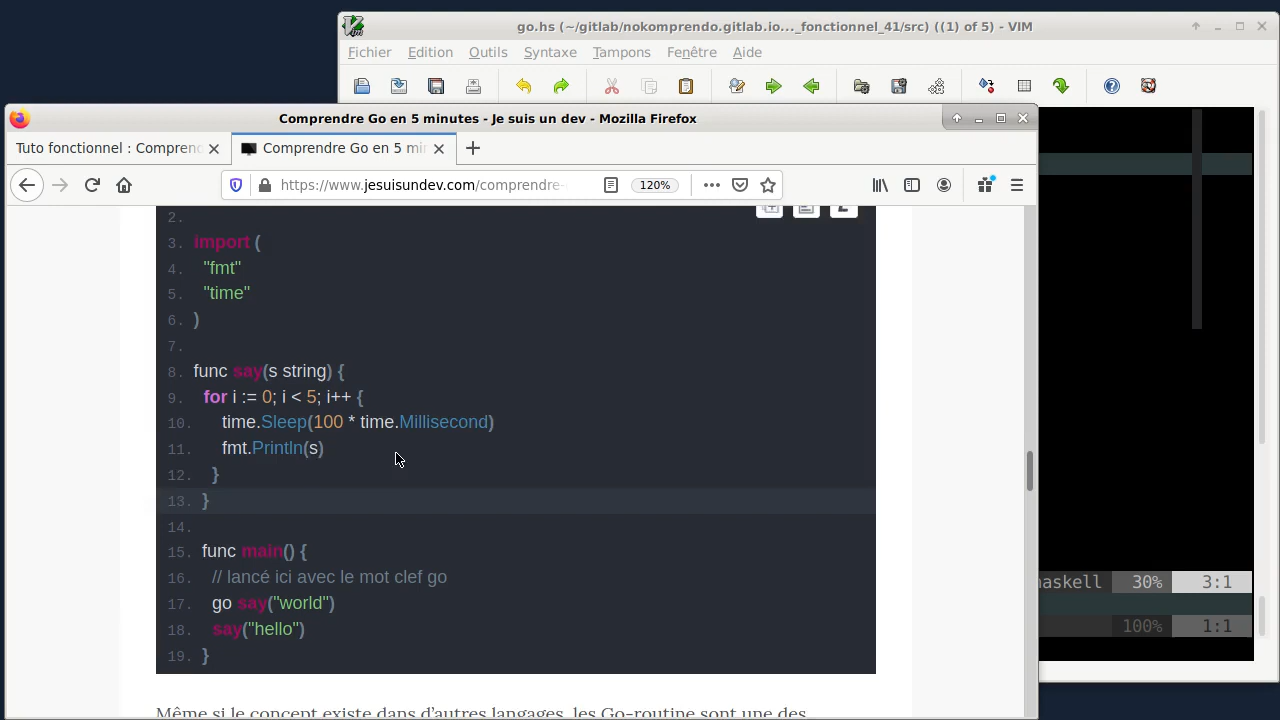 go.hs (~/gitlab/nokomprendo.gitlab.io..._fonctionnel_41/src) ((1) of 5) - VIM
Fichier Edition Outils Syntaxe Tampons Fenêtre Aide
Comprendre Go en 5 minutes - Je suis un dev - Mozilla Firefox
Tuto fonctionnel : Compren
Comprendre Go en 5 mi
https://www.jesuisundev.com/comprendre-
120%
2.
3. import (
4. "fmt"
5. "time"
6. )
7.
8. func say(s string) {
9. for i := 0; i < 5; i++ {
10. time.Sleep(100 * time.Millisecond)
11. fmt.Println(s)
12. }
13. }
14.
15. func main() {
16. // lancé ici avec le mot clef go
17. go say("world")
18. say("hello")
19. }
Même si le concept existe dans d'autres langages, les Go-routine sont une des
haskell 30% 3:1
100% 1:1